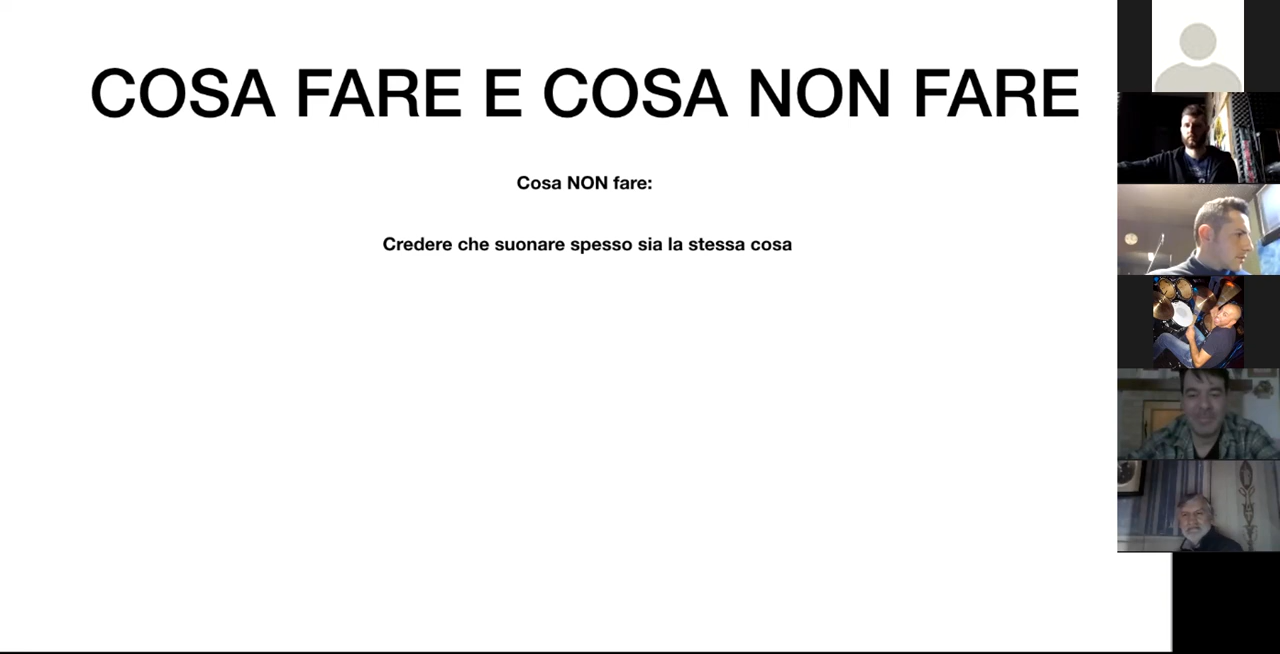 COSA FARE E COSA NON FARE
Cosa NON fare:
Credere che suonare spesso sia la stessa cosa